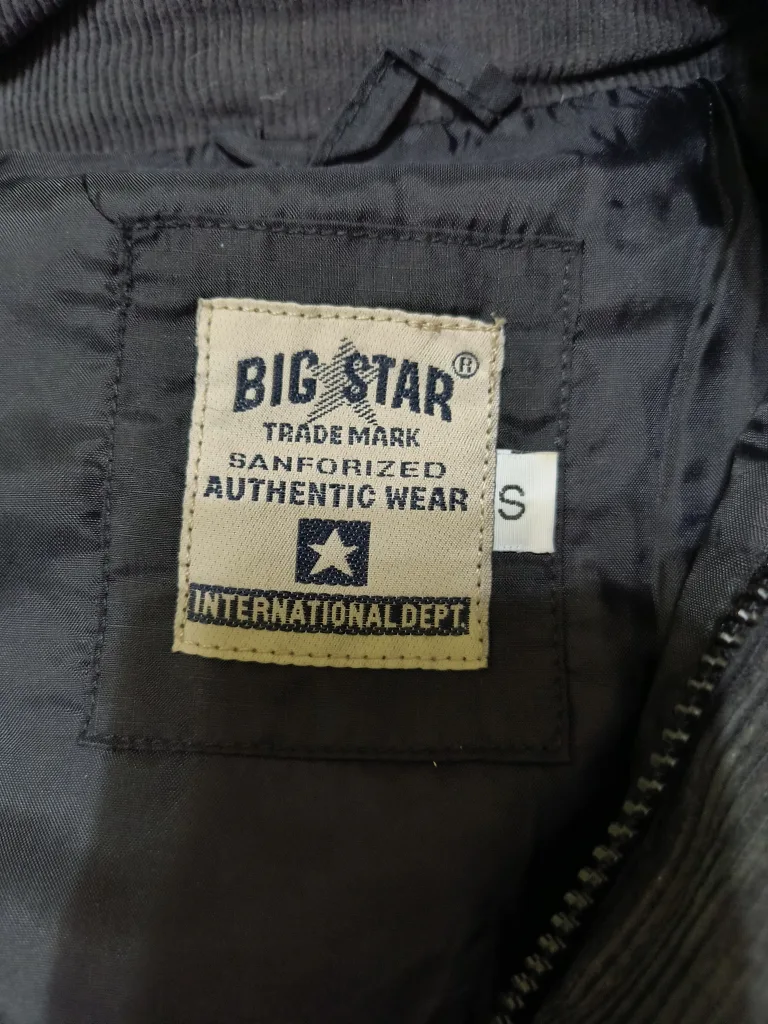 BIG STAR®
TRADE MARK
SANFORIZED
AUTHENTIC WEAR
S
INTERNATIONAL DEPT.